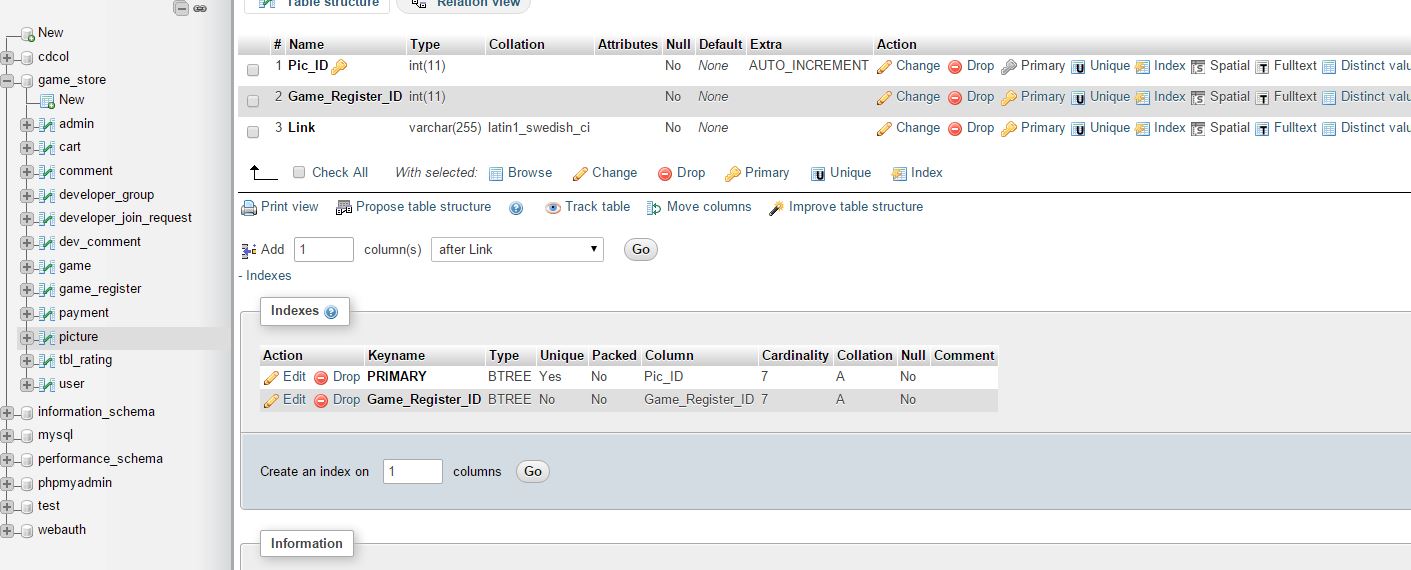 Table structure Relation view
New
cdcol
game_store
New
admin
cart
comment
developer_group
developer_join_request
dev_comment
game
game_register
payment
picture
tbl_rating
user
information_schema
mysql
performance_schema
phpmyadmin
test
webauth
# Name Type Collation Attributes Null Default Extra Action
1 Pic_ID int(11) No None AUTO_INCREMENT Change Drop Primary Unique Index Spatial Fulltext Distinct valu
2 Game_Register_ID int(11) No None Change Drop Primary Unique Index Spatial Fulltext Distinct valu
3 Link varchar(255) latin1_swedish_ci No None Change Drop Primary Unique Index Spatial Fulltext Distinct valu
Check All With selected: Browse Change Drop Primary Unique Index
Print view Propose table structure Track table Move columns Improve table structure
Add 1 column(s) after Link Go
- Indexes
Indexes
Action Keyname Type Unique Packed Column Cardinality Collation Null Comment
Edit Drop PRIMARY BTREE Yes No Pic_ID 7 A No
Edit Drop Game_Register_ID BTREE No No Game_Register_ID 7 A No
Create an index on 1 columns Go
Information